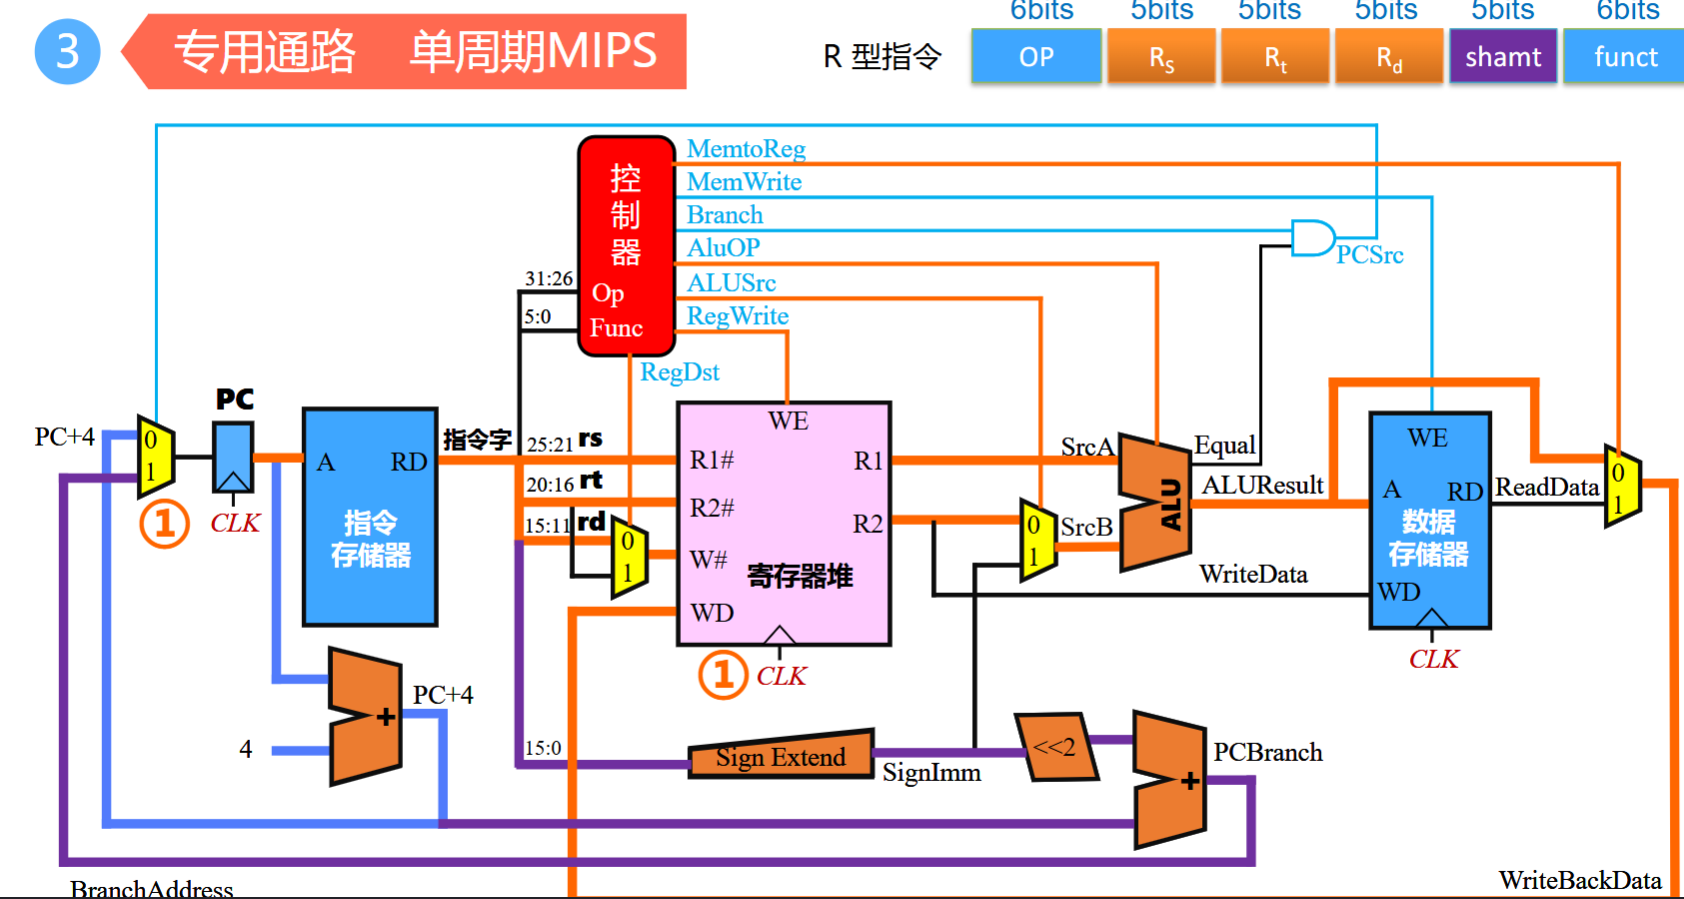 3
专用通路 单周期MIPS
R 型指令
6bits 5bits 5bits 5bits 5bits 6bits
OP Rs Rt Rd shamt funct
控制器
Op
Func
MemtoReg
MemWrite
Branch
AluOP
ALUSrc
RegWrite
RegDst
PCSrc
31:26
5:0
PC+4
0
1
①
PC
CLK
A RD
指令
存储器
指令字
25:21 rs
20:16 rt
15:11 rd
0
1
WE
R1# R1
R2# R2
W#
WD
寄存器堆
① CLK
0
1
SrcA
SrcB
ALU
Equal
ALUResult
WriteData
WE
A RD
数据
存储器
WD
CLK
ReadData
0
1
4
+
PC+4
15:0
Sign Extend
SignImm
<<2
+
PCBranch
BranchAddress
WriteBackData